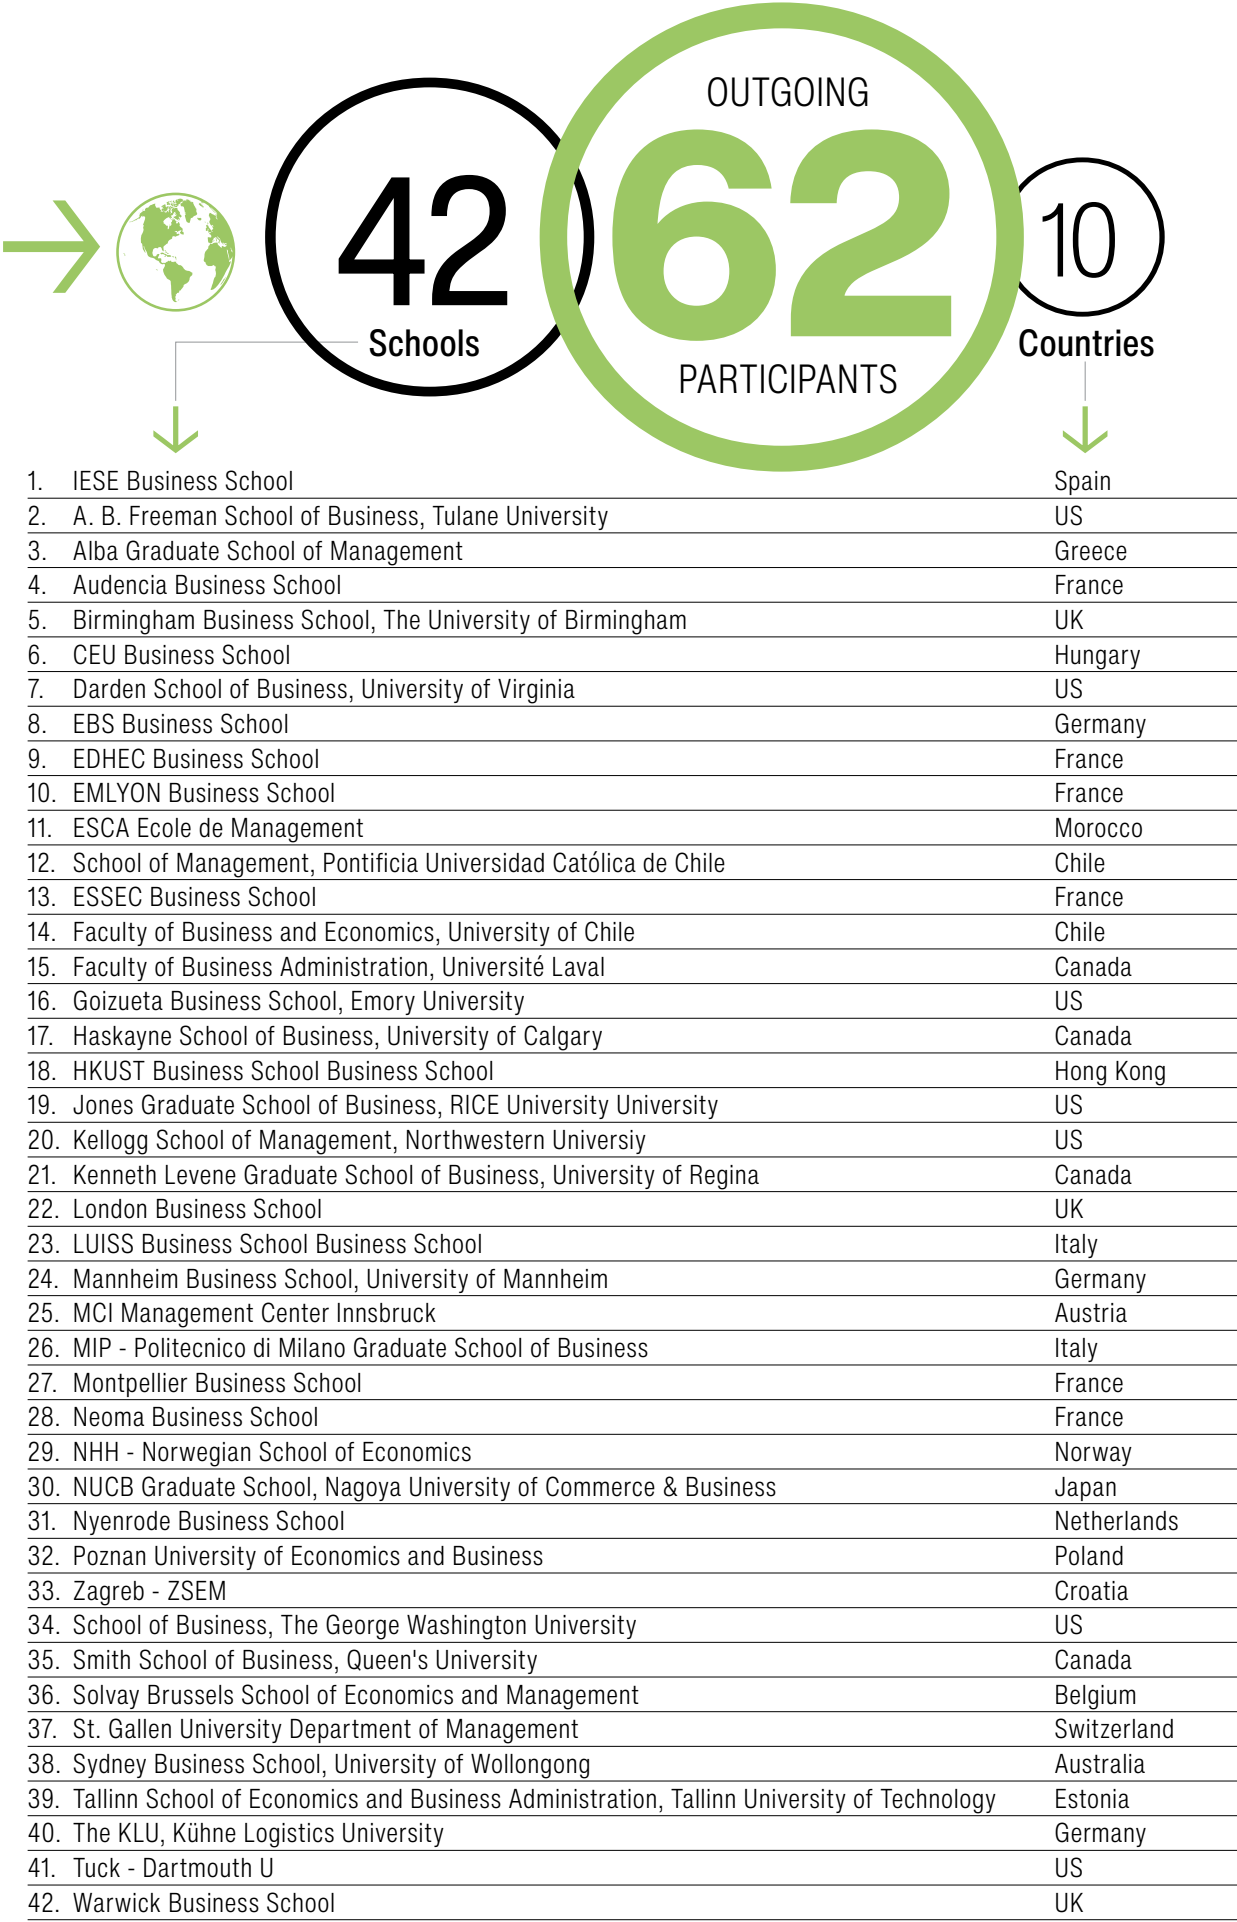 OUTGOING
42
62
10
Schools
Countries
PARTICIPANTS
1. IESE Business School Spain
2. A. B. Freeman School of Business, Tulane University US
3. Alba Graduate School of Management Greece
4. Audencia Business School France
5. Birmingham Business School, The University of Birmingham UK
6. CEU Business School Hungary
7. Darden School of Business, University of Virginia US
8. EBS Business School Germany
9. EDHEC Business School France
10. EMLYON Business School France
11. ESCA Ecole de Management Morocco
12. School of Management, Pontificia Universidad Católica de Chile Chile
13. ESSEC Business School France
14. Faculty of Business and Economics, University of Chile Chile
15. Faculty of Business Administration, Université Laval Canada
16. Goizueta Business School, Emory University US
17. Haskayne School of Business, University of Calgary Canada
18. HKUST Business School Business School Hong Kong
19. Jones Graduate School of Business, RICE University University US
20. Kellogg School of Management, Northwestern Universiy US
21. Kenneth Levene Graduate School of Business, University of Regina Canada
22. London Business School UK
23. LUISS Business School Business School Italy
24. Mannheim Business School, University of Mannheim Germany
25. MCI Management Center Innsbruck Austria
26. MIP - Politecnico di Milano Graduate School of Business Italy
27. Montpellier Business School France
28. Neoma Business School France
29. NHH - Norwegian School of Economics Norway
30. NUCB Graduate School, Nagoya University of Commerce & Business Japan
31. Nyenrode Business School Netherlands
32. Poznan University of Economics and Business Poland
33. Zagreb - ZSEM Croatia
34. School of Business, The George Washington University US
35. Smith School of Business, Queen's University Canada
36. Solvay Brussels School of Economics and Management Belgium
37. St. Gallen University Department of Management Switzerland
38. Sydney Business School, University of Wollongong Australia
39. Tallinn School of Economics and Business Administration, Tallinn University of Technology Estonia
40. The KLU, Kühne Logistics University Germany
41. Tuck - Dartmouth U US
42. Warwick Business School UK